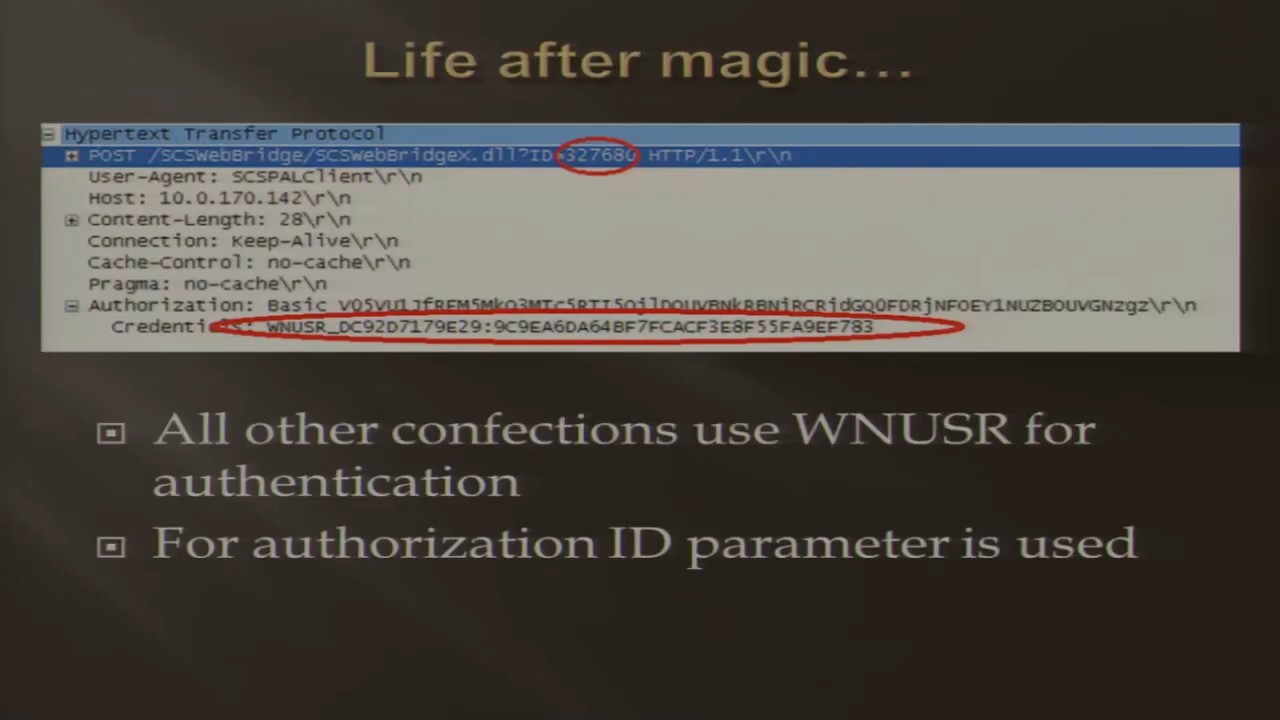 Life after magic...
Hypertext Transfer Protocol
POST /SCSWebBridge/SCSWebBridgeX.dll?ID=327680 HTTP/1.1\r\n
User-Agent: SCSPALClient\r\n
Host: 10.0.170.142\r\n
Content-Length: 28\r\n
Connection: Keep-Alive\r\n
Cache-Control: no-cache\r\n
Pragma: no-cache\r\n
Authorization: Basic
Credentials: WNUSR_DC92D7179E29:9C9EA6DA64BF7FCACF3E8F55FA9EF783
All other confections use WNUSR for
authentication
For authorization ID parameter is used